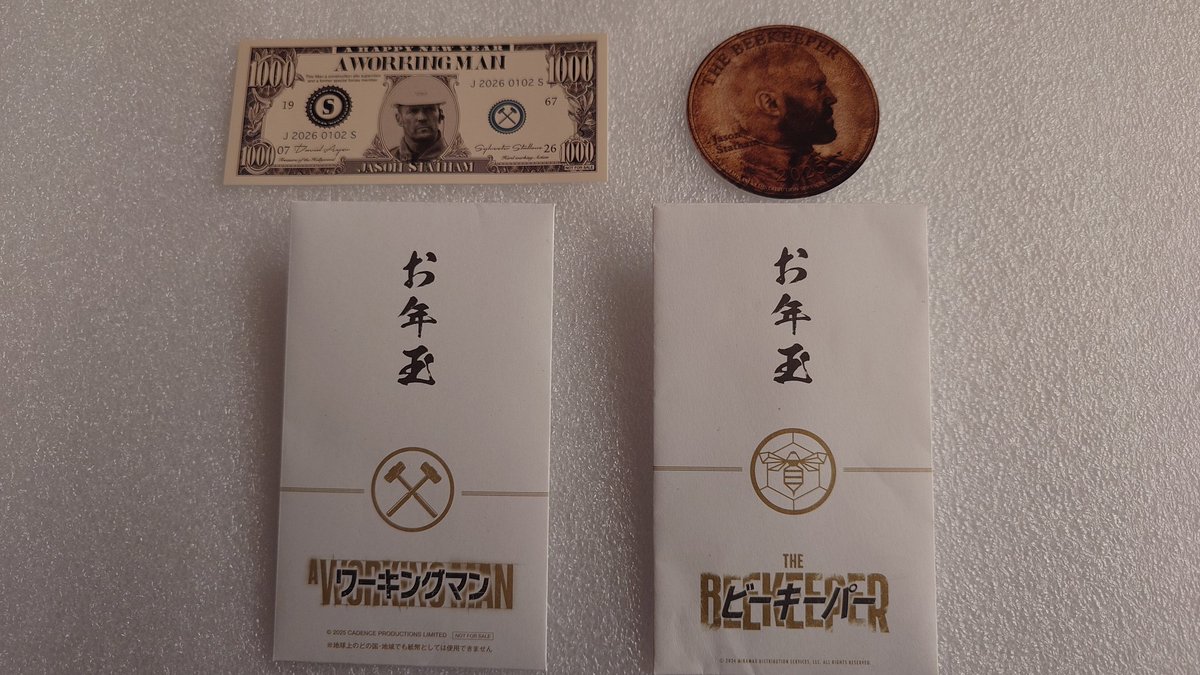 A HAPPY NEW YEAR
A WORKING MAN
1000
1000
J 2026 0102 S
19
S
67
J 2026 0102 S
07
26
1000
JASON STATHAM
1000
THE BEEKEEPER
Jason
Statham
お年玉
A WORKING MAN
ワーキングマン
© 2025 CADENCE PRODUCTIONS LIMITED NOT FOR SALE
※地球上のどの国・地域でも紙幣としては使用できません
お年玉
THE
BEEKEEPER
ビーキーパー
© 2024 MIRAMAX DISTRIBUTION SERVICES, LLC. ALL RIGHTS RESERVED